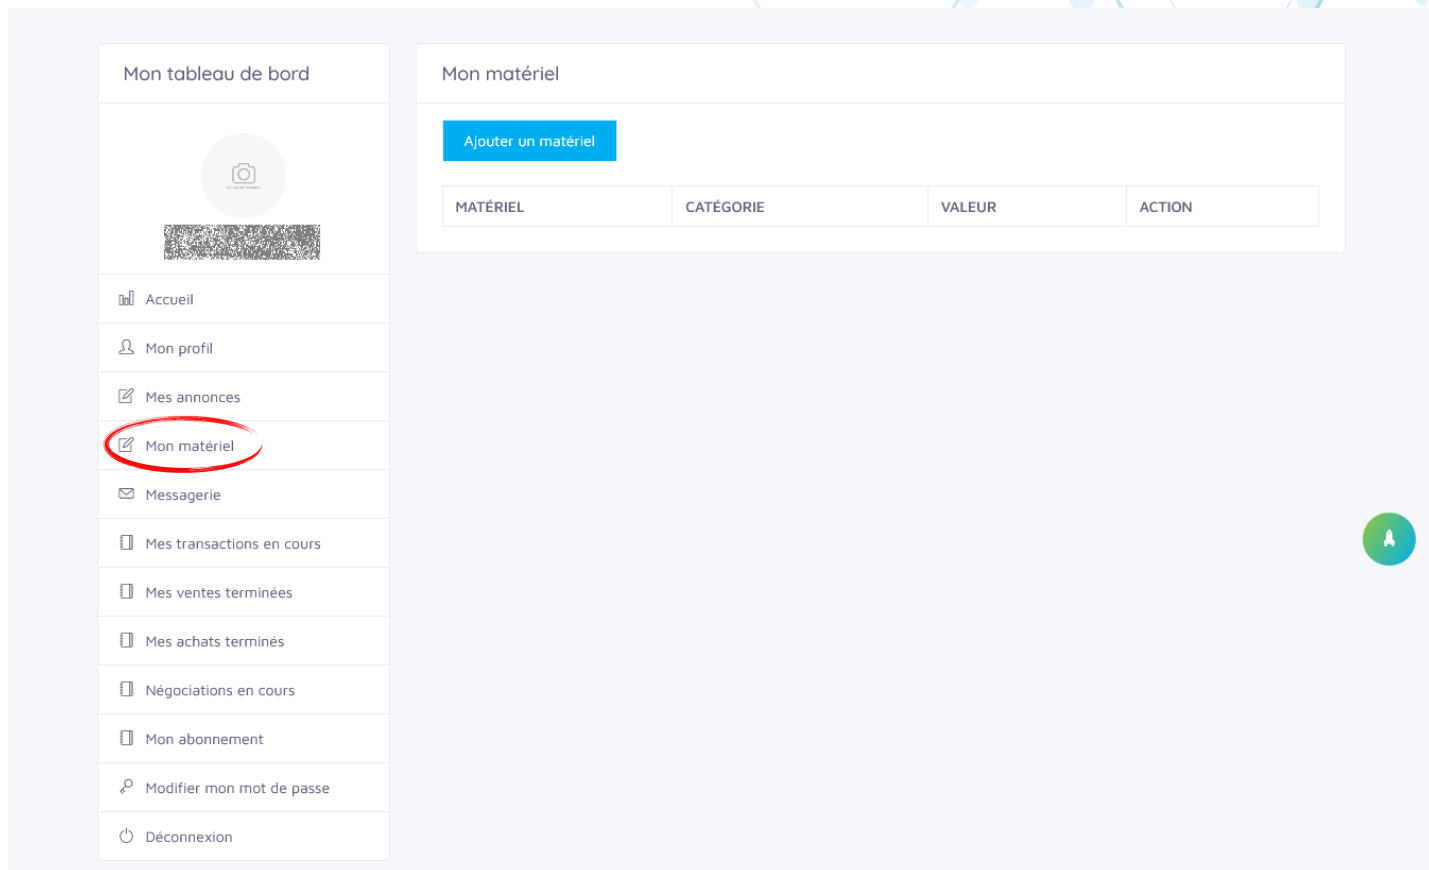 Mon tableau de bord
Accueil
Mon profil
Mes annonces
Mon matériel
Messagerie
Mes transactions en cours
Mes ventes terminées
Mes achats terminés
Négociations en cours
Mon abonnement
Modifier mon mot de passe
Déconnexion
Mon matériel
Ajouter un matériel
MATÉRIEL CATÉGORIE VALEUR ACTION